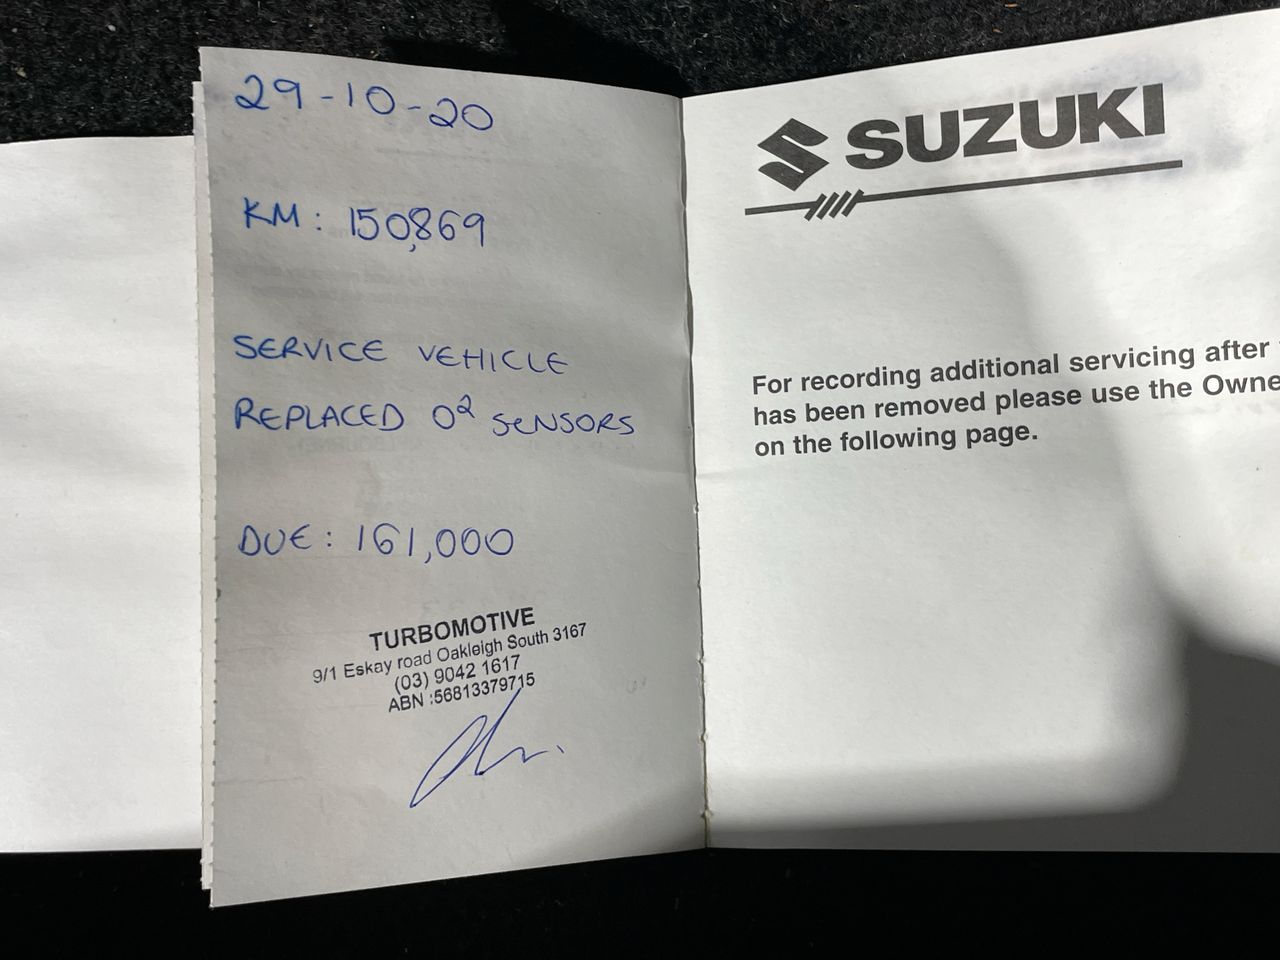 29-10-20
KM: 150,869
SERVICE VEHICLE
REPLACED O² SENSORS
DUE: 161,000
TURBOMOTIVE
9/1 Eskay road Oakleigh South 3167
(03) 9042 1617
ABN :56813379715
SUZUKI
For recording additional servicing after
has been removed please use the Owne
on the following page.